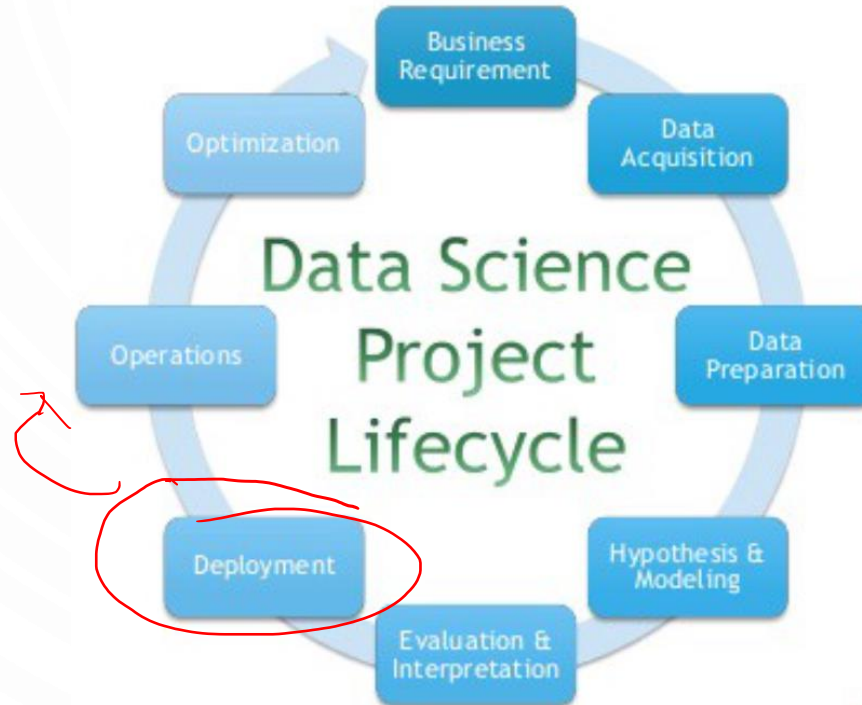 Business
Requirement
Data
Acquisition
Optimization
Data Science
Project
Lifecycle
Operations
Data
Preparation
Deployment
Hypothesis &
Modeling
Evaluation &
Interpretation